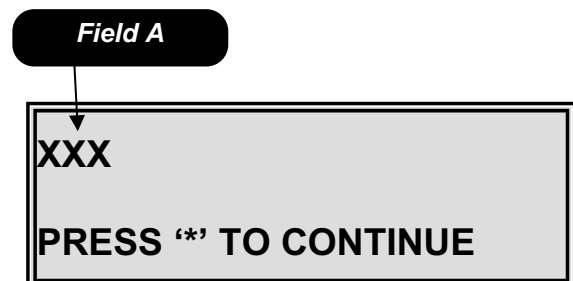 Field A
XXX
PRESS ‘*’ TO CONTINUE